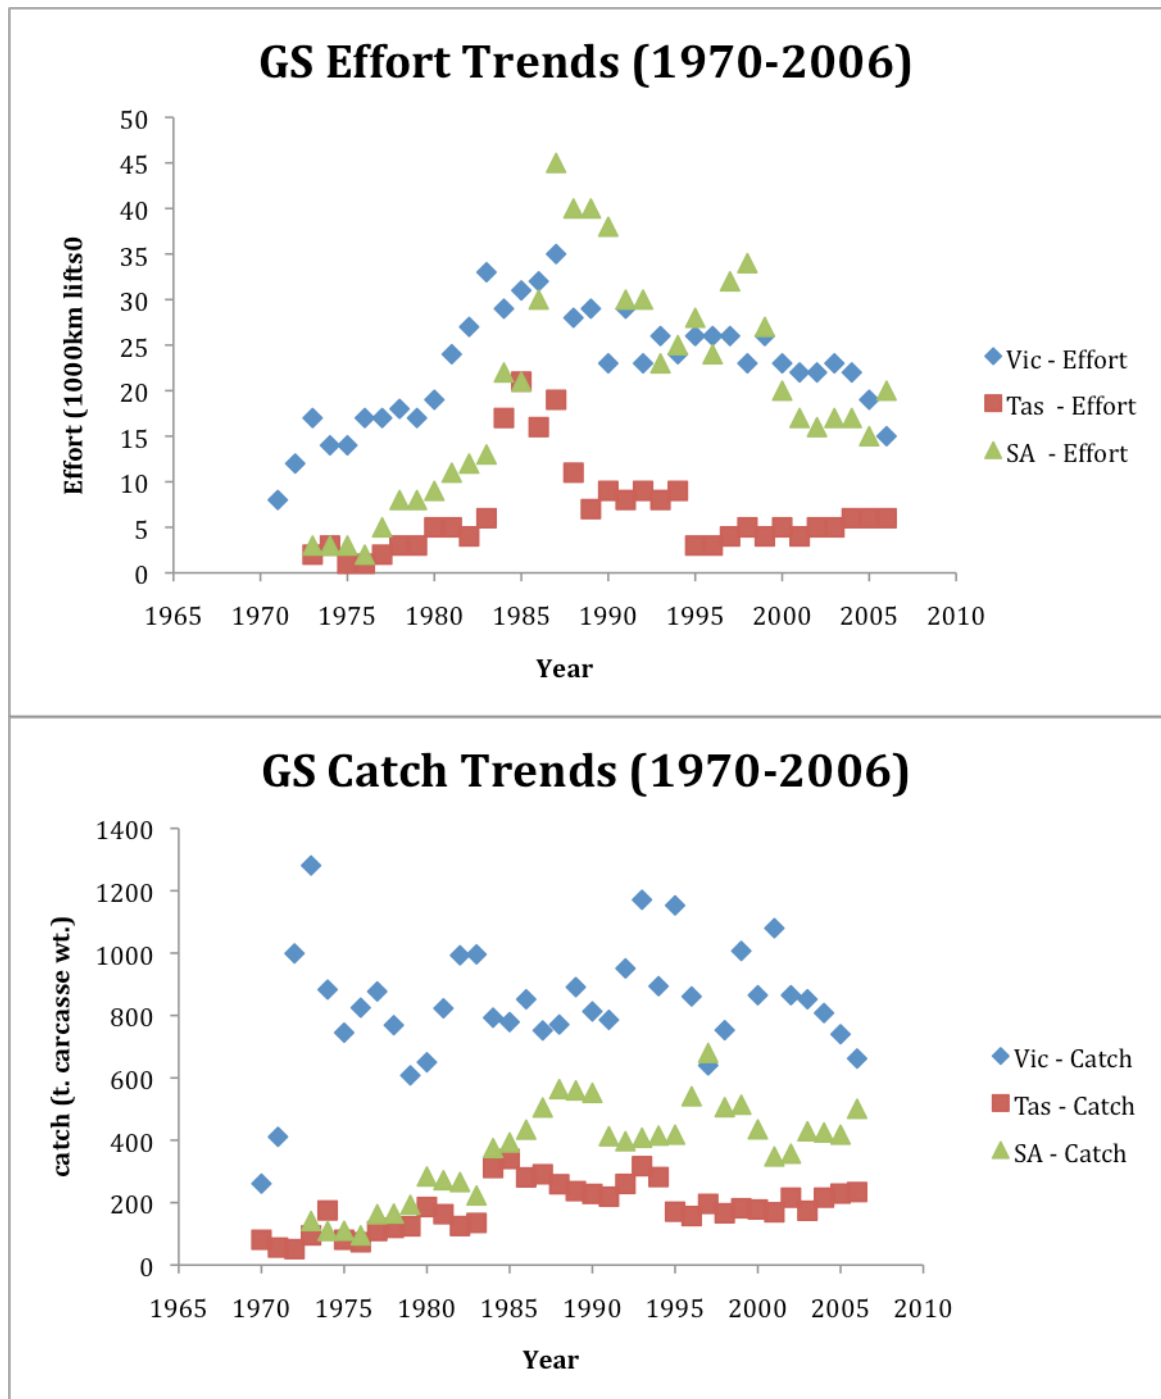 GS Effort Trends (1970-2006)
50
45
40
35
30
25
20
15
10
5
0
Effort (1000km lifts0
1965 1970 1975 1980 1985 1990 1995 2000 2005 2010
Year
Vic - Effort
Tas - Effort
SA - Effort
GS Catch Trends (1970-2006)
1400
1200
1000
800
600
400
200
0
catch (t. carcasse wt.)
1965 1970 1975 1980 1985 1990 1995 2000 2005 2010
Year
Vic - Catch
Tas - Catch
SA - Catch